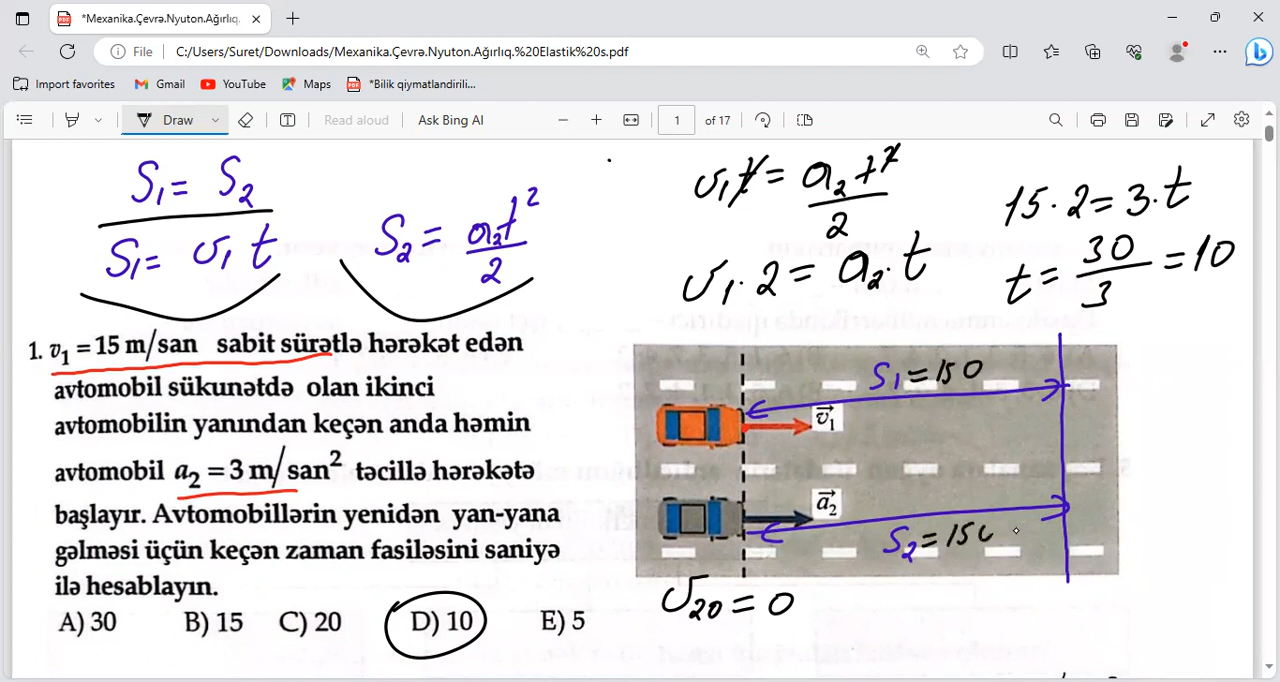 *Mexanika.Çevrə.Nyuton.Ağırlıq.
File
C:/Users/Suret/Downloads/Mexanika.Çevrə.Nyuton.Ağırlıq.%20Elastik%20s.pdf
Import favorites
Gmail
YouTube
Maps
*Bilik qiymatlandirili...
Draw
Read aloud
Ask Bing AI
1
of 17
S₁ = S₂
S₁ = υ₁ t
S₂ = a₂t²/2
υ₁t = a₂t²/2
υ₁ · 2 = a₂ · t
15 · 2 = 3 · t
t = 30/3 = 10
1. v₁ = 15 m/san sabit sürətlə hərəkət edən
avtomobil sükunətdə olan ikinci
avtomobilin yanından keçən anda həmin
avtomobil a₂ = 3 m/san² təcillə hərəkətə
başlayır. Avtomobillərin yenidən yan-yana
gəlməsi üçün keçən zaman fasiləsini saniyə
ilə hesablayın.
A) 30 B) 15 C) 20 D) 10 E) 5
S₁ = 150
v₁
a₂
S₂ = 150
υ₂₀ = 0